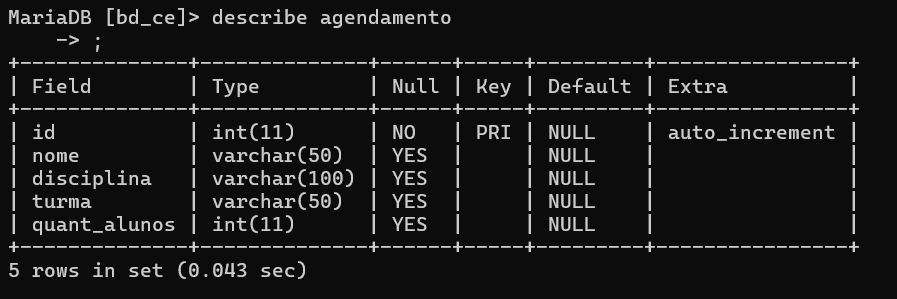 MariaDB [bd_ce]> describe agendamento
    -> ;
+--------------+--------------+------+-----+---------+----------------+
| Field        | Type         | Null | Key | Default | Extra          |
+--------------+--------------+------+-----+---------+----------------+
| id           | int(11)      | NO   | PRI | NULL    | auto_increment |
| nome         | varchar(50)  | YES  |     | NULL    |                |
| disciplina   | varchar(100) | YES  |     | NULL    |                |
| turma        | varchar(50)  | YES  |     | NULL    |                |
| quant_alunos | int(11)      | YES  |     | NULL    |                |
+--------------+--------------+------+-----+---------+----------------+
5 rows in set (0.043 sec)